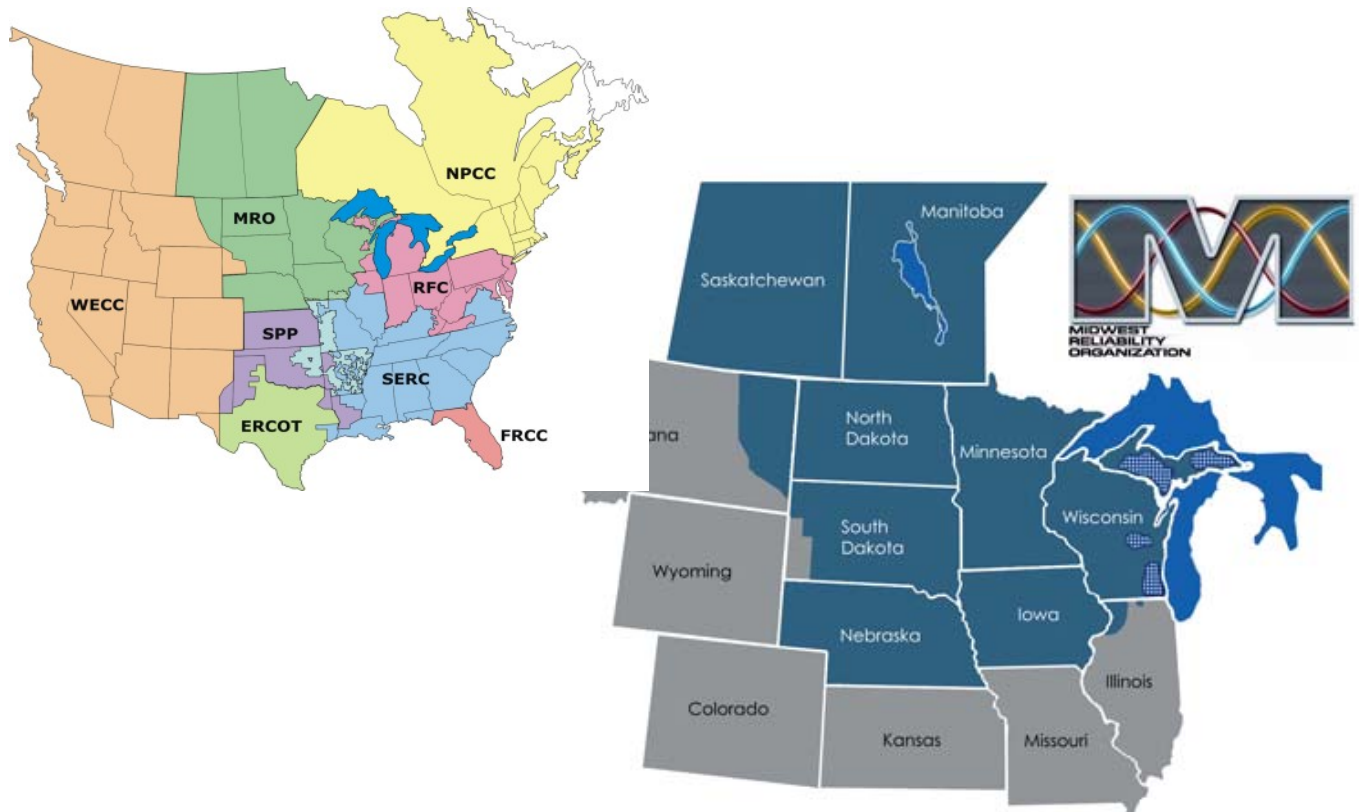 NPCC
MRO
WECC
RFC
SPP
SERC
ERCOT
FRCC
Manitoba
Saskatchewan
MIDWEST
RELIABILITY
ORGANIZATION
ana
North
Dakota
Minnesota
South
Dakota
Wisconsin
Wyoming
Iowa
Nebraska
Illinois
Colorado
Kansas
Missouri